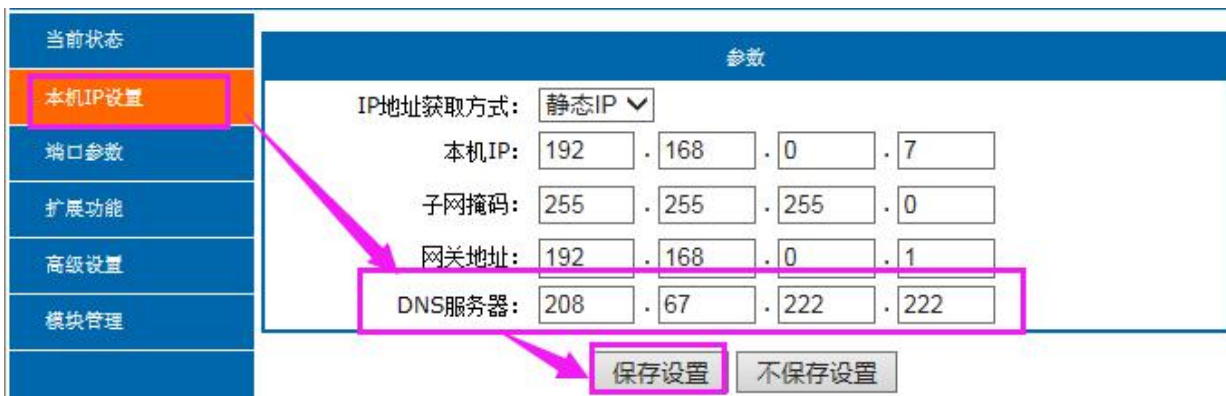 当前状态
本机IP设置
端口参数
扩展功能
高级设置
模块管理
参数
IP地址获取方式： 静态IP
本机IP： 192 . 168 . 0 . 7
子网掩码： 255 . 255 . 255 . 0
网关地址： 192 . 168 . 0 . 1
DNS服务器： 208 . 67 . 222 . 222
保存设置 不保存设置